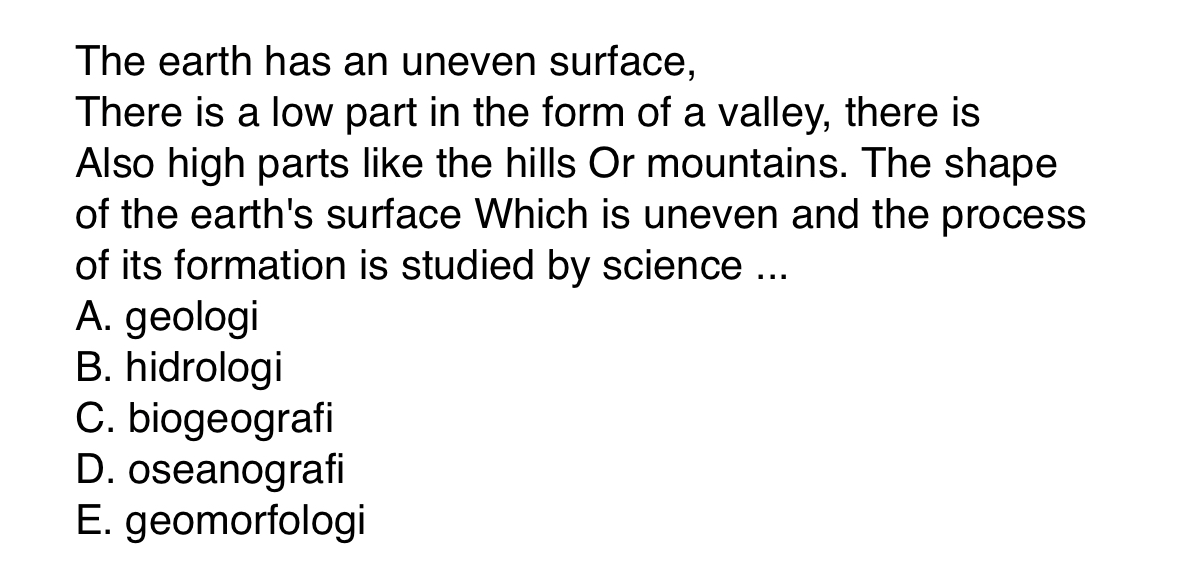 The earth has an uneven surface,
There is a low part in the form of a valley, there is
Also high parts like the hills Or mountains. The shape
of the earth's surface Which is uneven and the process
of its formation is studied by science ...
A. geologi
B. hidrologi
C. biogeografi
D. oseanografi
E. geomorfologi